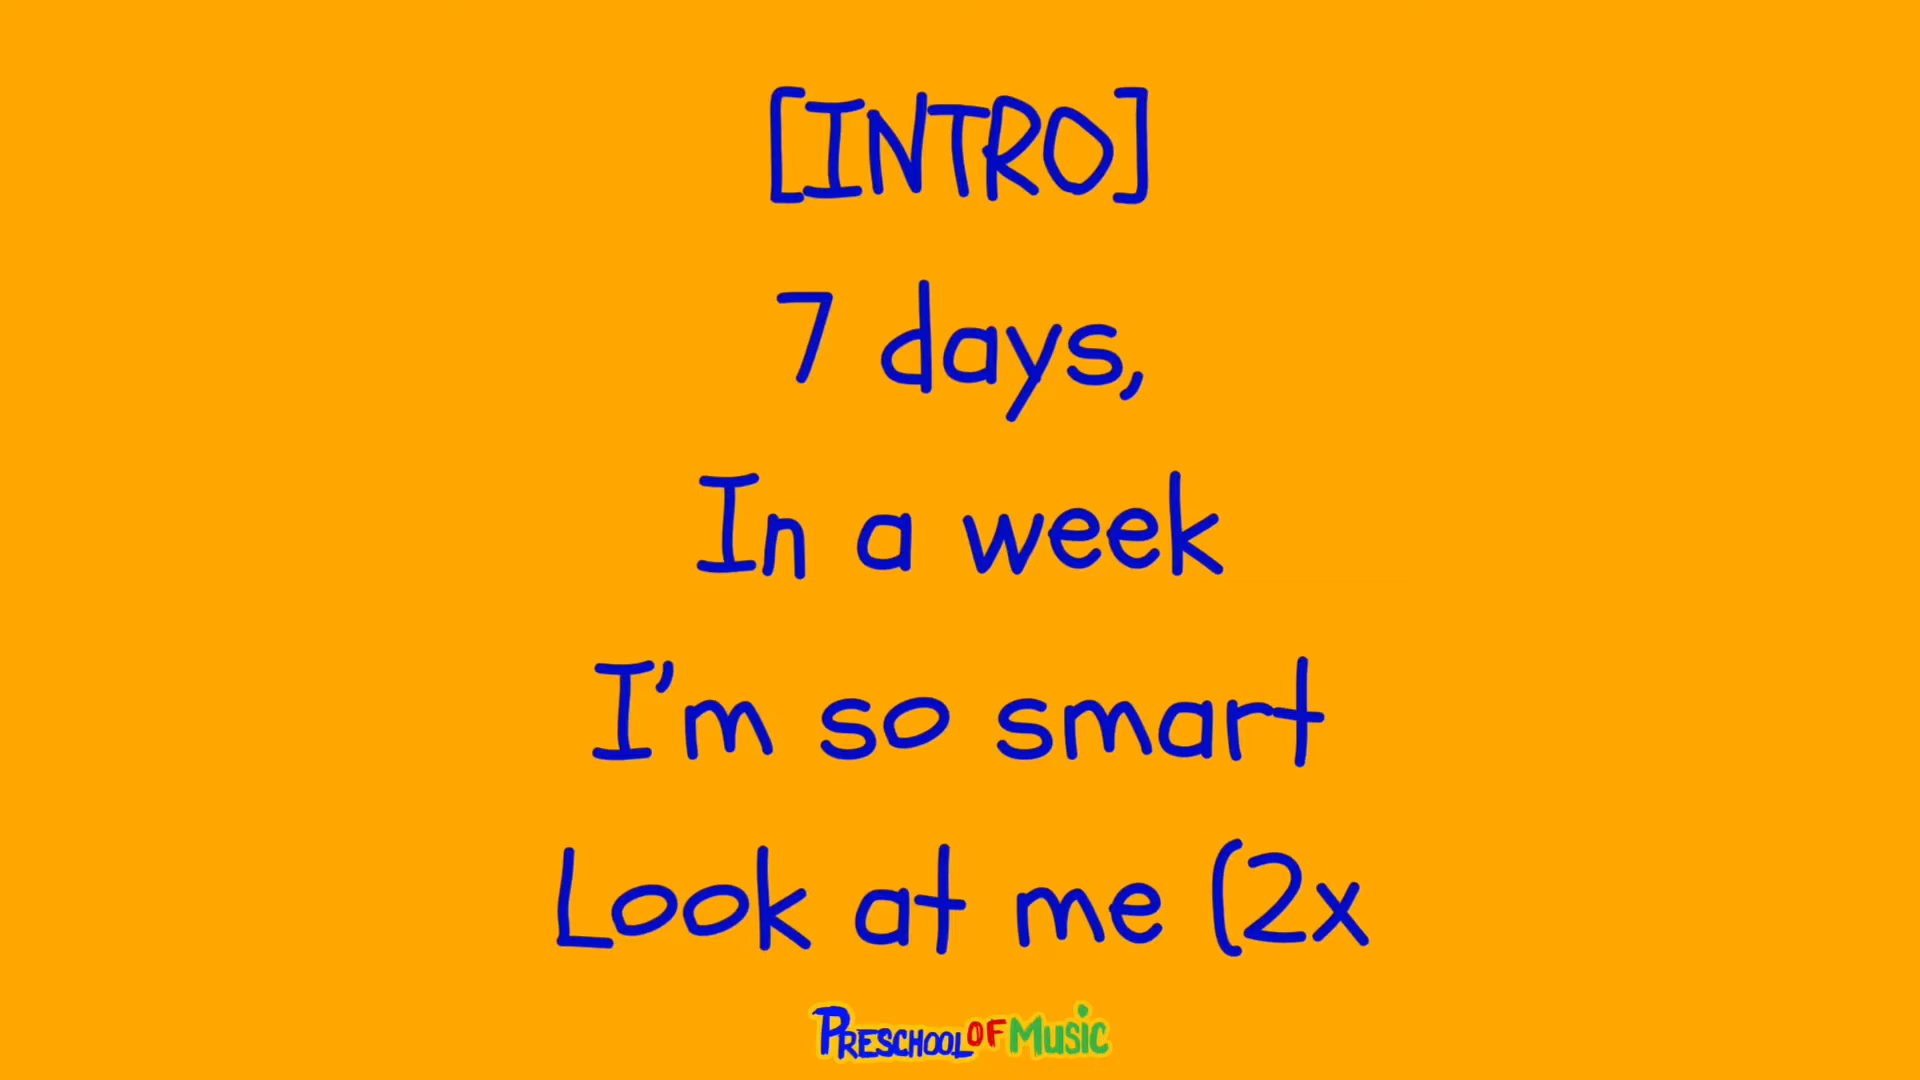 [INTRO]
7 days,
In a week
I'm so smart
Look at me (2x
PRESCHOOL OF MUSIC